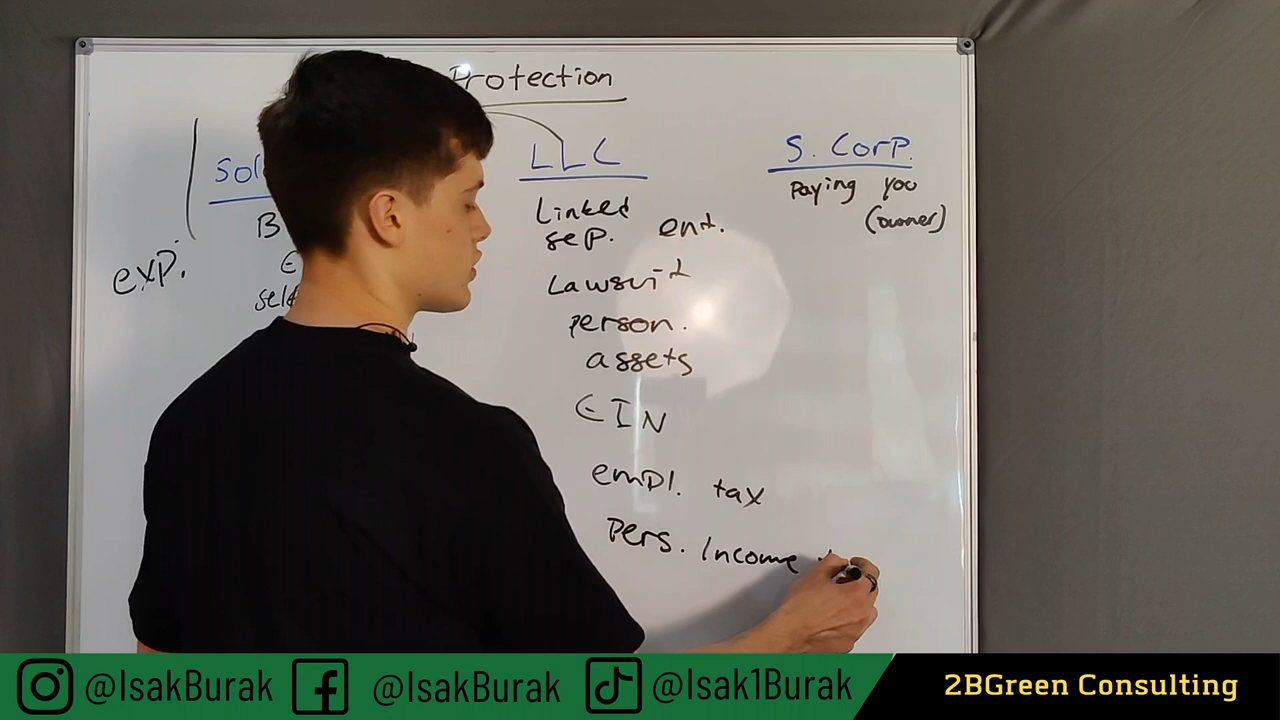 Protection
LLC
S. Corp.
Paying you
(owner)
Linked
sep. ent.
exp.
Lawsuit
person.
assets
EIN
empl. tax
Pers. Income
@IsakBurak @IsakBurak @Isak1Burak 2BGreen Consulting